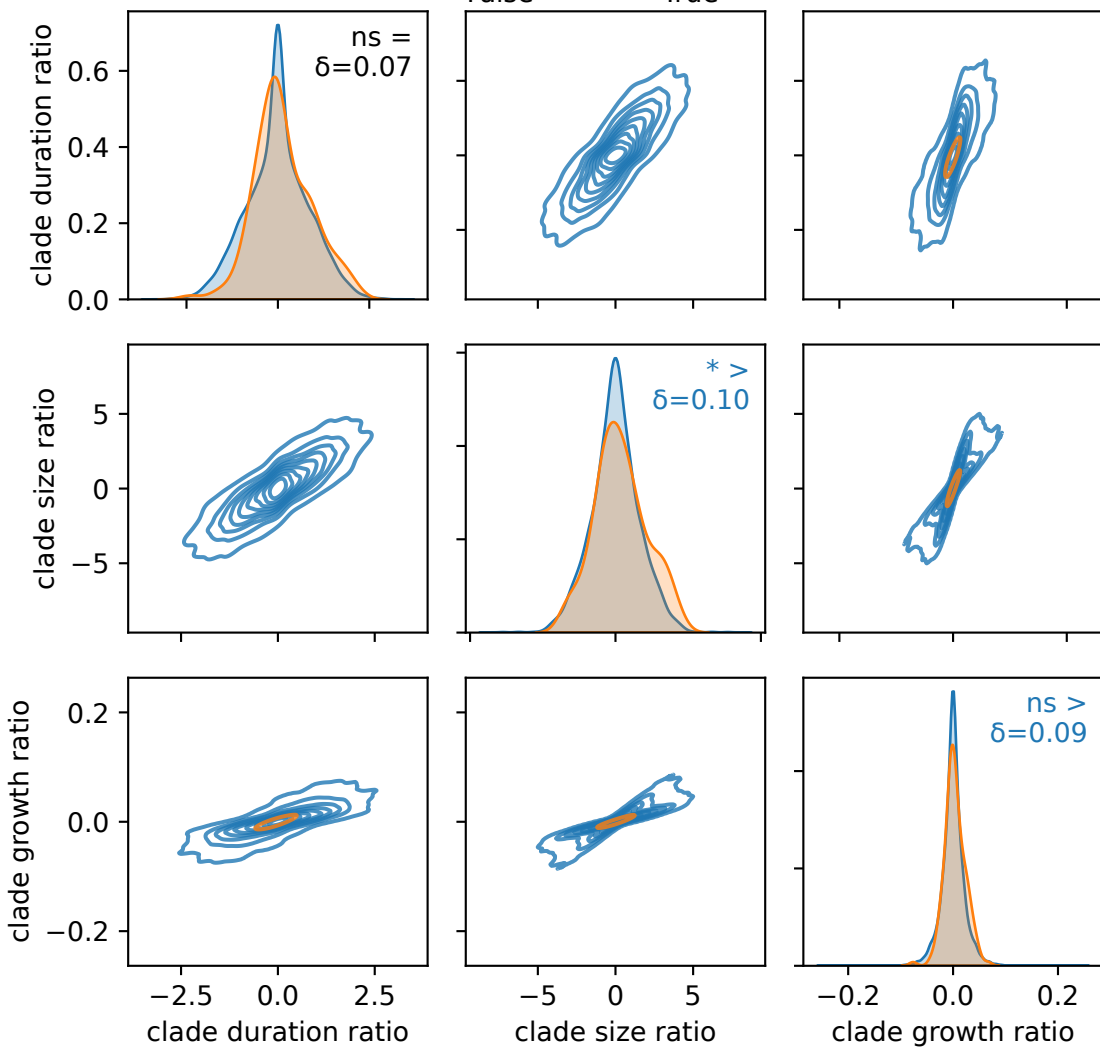 clade duration ratio
0.6
0.4
0.2
0.0
ns =
δ=0.07
clade size ratio
5
0
−5
* >
δ=0.10
clade growth ratio
0.2
0.0
−0.2
ns >
δ=0.09
−2.5 0.0 2.5
−5 0 5
−0.2 0.0 0.2
clade duration ratio
clade size ratio
clade growth ratio